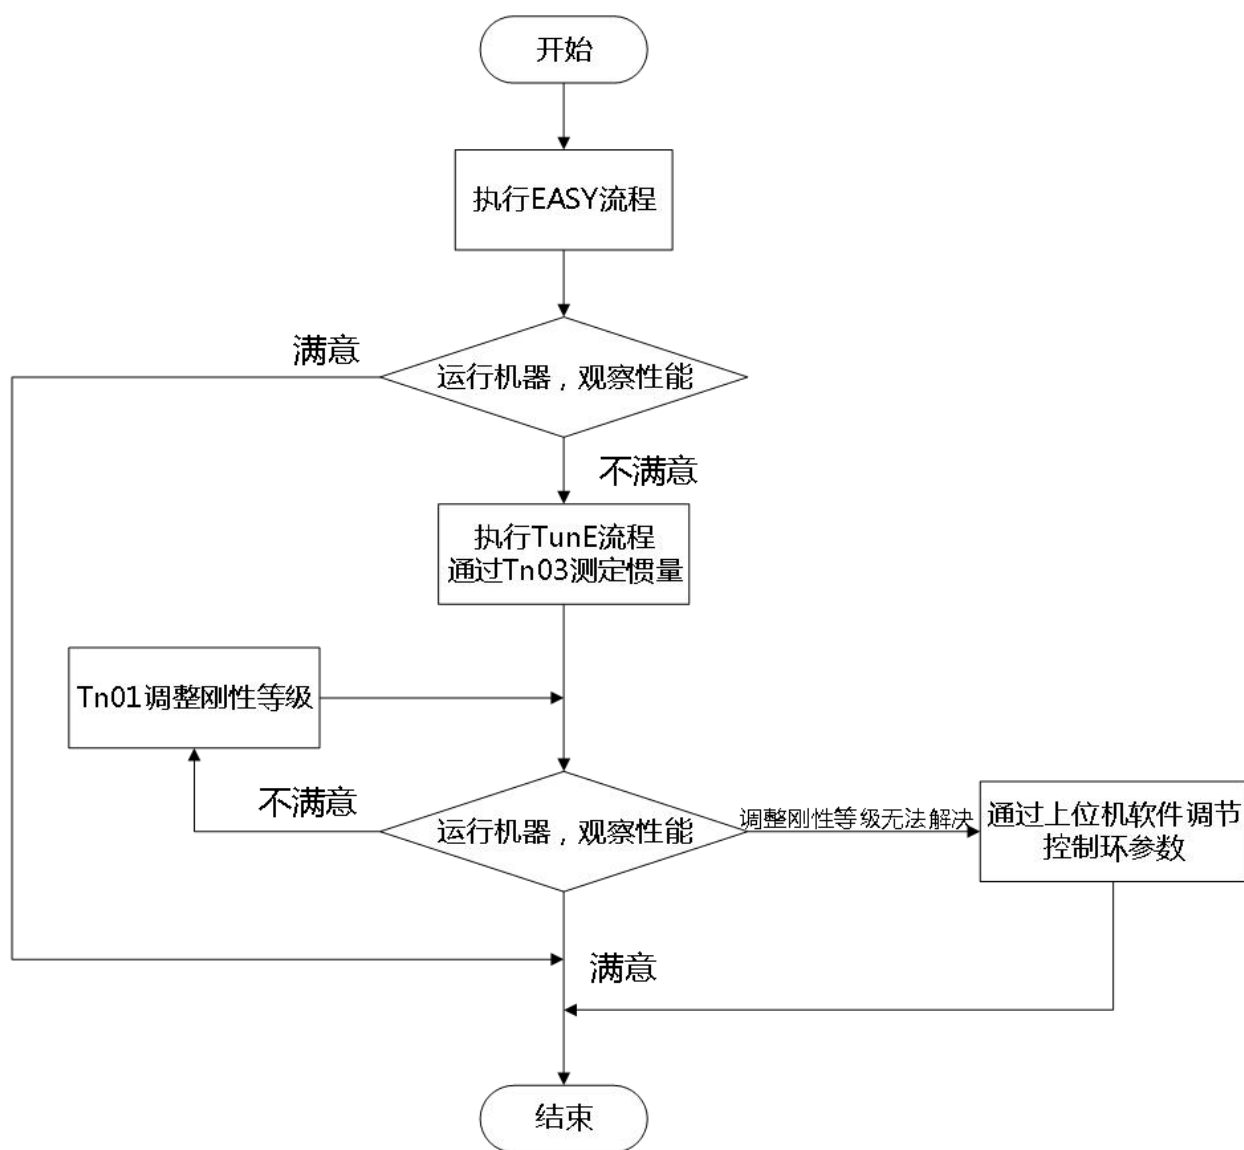 开始
执行EASY流程
满意
运行机器，观察性能
不满意
执行TunE流程
通过Tn03测定惯量
Tn01调整刚性等级
不满意
运行机器，观察性能
调整刚性等级无法解决
通过上位机软件调节
控制环参数
满意
结束